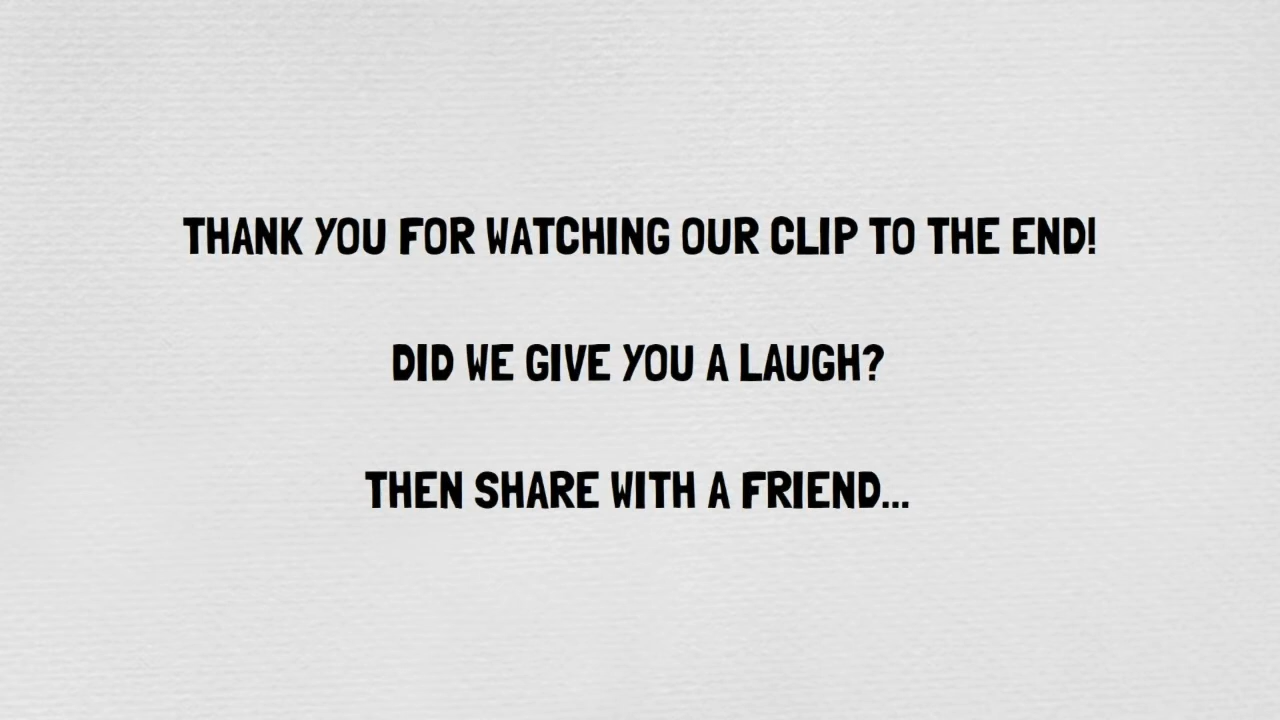 THANK YOU FOR WATCHING OUR CLIP TO THE END!
DID WE GIVE YOU A LAUGH?
THEN SHARE WITH A FRIEND...